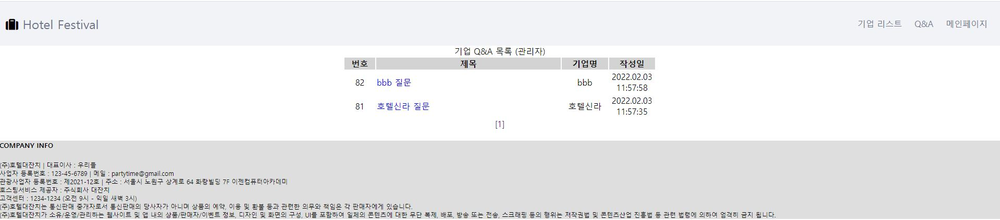 Hotel Festival
기업 리스트 Q&A 메인페이지
기업 Q&A 목록 (관리자)
번호 제목 기업명 작성일
82 bbb 질문 bbb 2022.02.03 11:57:58
81 호텔신라 질문 호텔신라 2022.02.03 11:57:35
[1]
COMPANY INFO
(주)호텔대잔치 | 대표이사 : 우리들
사업자 등록번호 : 123-45-6789 | 메일 : partytime@gmail.com
관광사업자 등록번호 : 제2021-12호 | 주소 : 서울시 노원구 상계로 64 화랑빌딩 7F 이젠컴퓨터아카데미
호스팅서비스 제공자 : 주식회사 대잔치
고객센터 : 1234-1234 (오전 9시 - 익일 새벽 3시)
(주)호텔대잔치는 통신판매 중개자로서 통신판매의 당사자가 아니며 상품의 예약, 이용 및 환불 등과 관련한 의무와 책임은 각 판매자에게 있습니다.
(주)호텔대잔치가 소유/운영/관리하는 웹사이트 및 앱 내의 상품/판매자/이벤트 정보, 디자인 및 화면의 구성, UI를 포함하여 일체의 콘텐츠에 대한 무단 복제, 배포, 방송 또는 전송, 스크래핑 등의 행위는 저작권법 및 콘텐츠산업 진흥법 등 관련 법령에 의하여 엄격히 금지 됩니다.